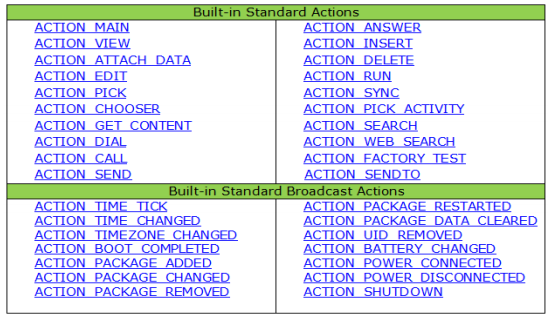 Built-in Standard Actions
ACTION_MAIN
ACTION_VIEW
ACTION_ATTACH_DATA
ACTION_EDIT
ACTION_PICK
ACTION_CHOOSER
ACTION_GET_CONTENT
ACTION_DIAL
ACTION_CALL
ACTION_SEND
ACTION_ANSWER
ACTION_INSERT
ACTION_DELETE
ACTION_RUN
ACTION_SYNC
ACTION_PICK_ACTIVITY
ACTION_SEARCH
ACTION_WEB_SEARCH
ACTION_FACTORY_TEST
ACTION_SENDTO
Built-in Standard Broadcast Actions
ACTION_TIME_TICK
ACTION_TIME_CHANGED
ACTION_TIMEZONE_CHANGED
ACTION_BOOT_COMPLETED
ACTION_PACKAGE_ADDED
ACTION_PACKAGE_CHANGED
ACTION_PACKAGE_REMOVED
ACTION_PACKAGE_RESTARTED
ACTION_PACKAGE_DATA_CLEARED
ACTION_UID_REMOVED
ACTION_BATTERY_CHANGED
ACTION_POWER_CONNECTED
ACTION_POWER_DISCONNECTED
ACTION_SHUTDOWN